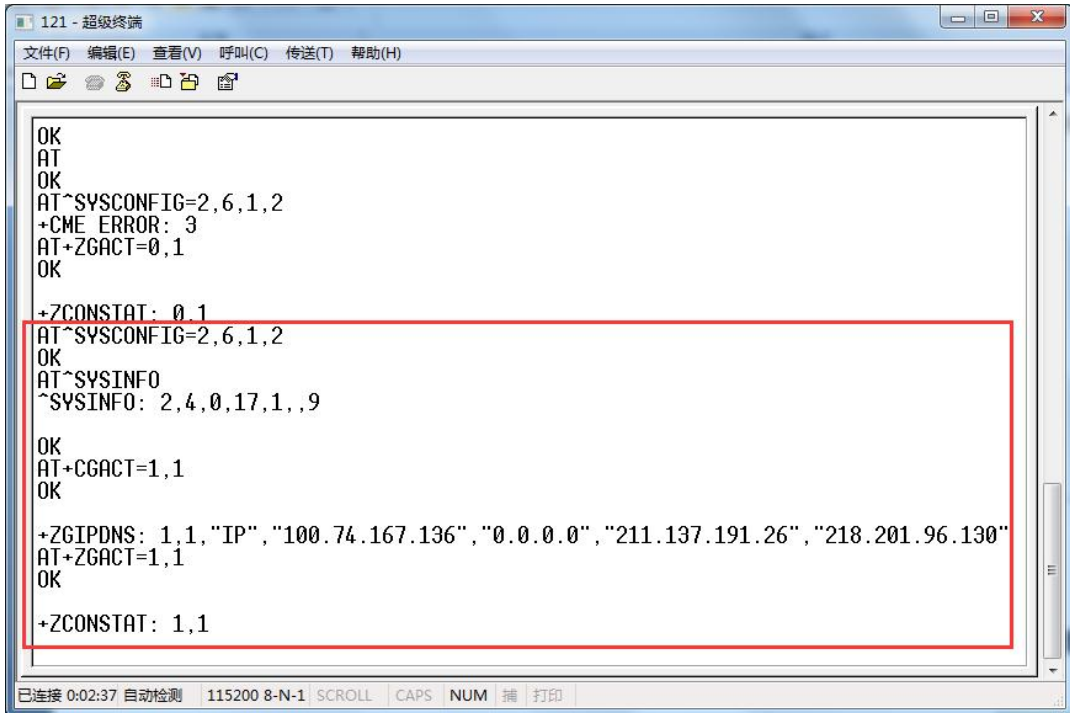 121 - 超级终端
文件(F) 编辑(E) 查看(V) 呼叫(C) 传送(T) 帮助(H)
OK
AT
OK
AT^SYSCONFIG=2,6,1,2
+CME ERROR: 3
AT+ZGACT=0,1
OK
+ZCONSTAT: 0,1
AT^SYSCONFIG=2,6,1,2
OK
AT^SYSINFO
^SYSINFO: 2,4,0,17,1,,9
OK
AT+CGACT=1,1
OK
+ZGIPDNS: 1,1,"IP","100.74.167.136","0.0.0.0","211.137.191.26","218.201.96.130"
AT+ZGACT=1,1
OK
+ZCONSTAT: 1,1
已连接 0:02:37 自动检测 115200 8-N-1 SCROLL CAPS NUM 捕 打印